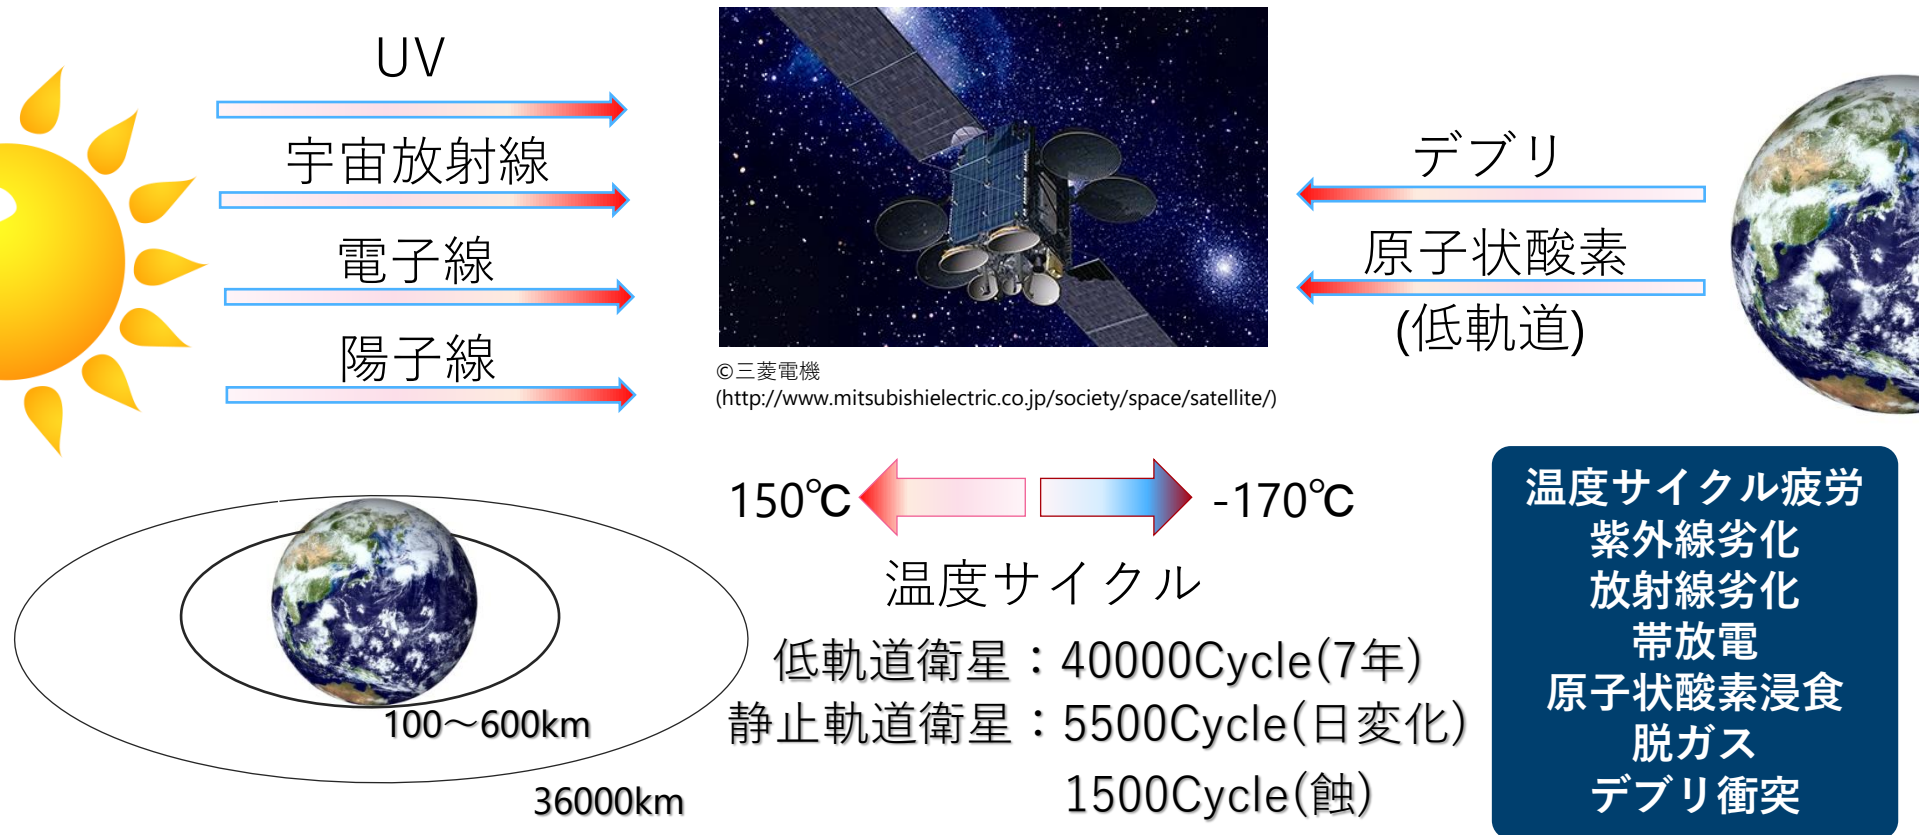 UV
宇宙放射線
電子線
陽子線
デブリ
原子状酸素
(低軌道)
©三菱電機
(http://www.mitsubishielectric.co.jp/society/space/satellite/)
150℃
-170℃
温度サイクル
低軌道衛星：40000Cycle(7年)
静止軌道衛星：5500Cycle(日変化)
1500Cycle(蝕)
100～600km
36000km
温度サイクル疲労
紫外線劣化
放射線劣化
帯放電
原子状酸素浸食
脱ガス
デブリ衝突